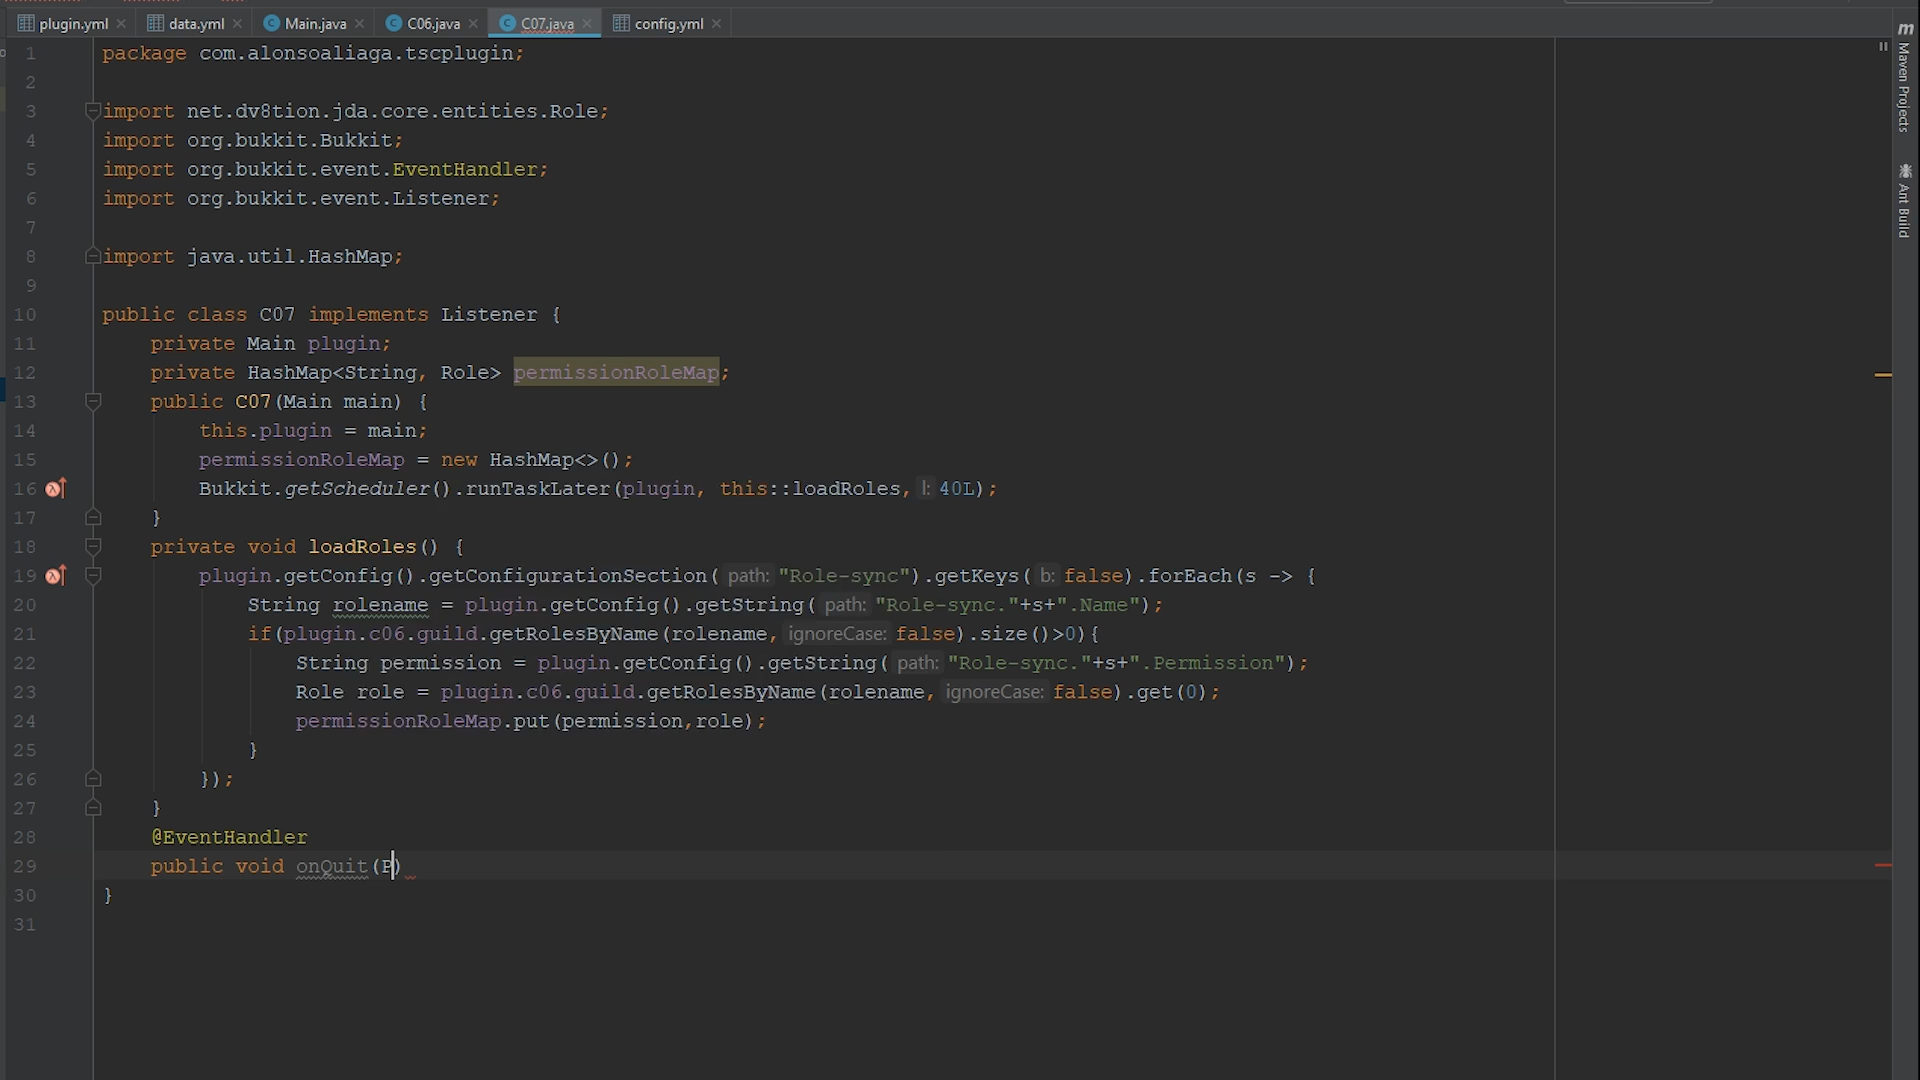 plugin.yml data.yml Main.java C06.java C07.java config.yml
1 package com.alonsoaliaga.tscplugin;
2
3 import net.dv8tion.jda.core.entities.Role;
4 import org.bukkit.Bukkit;
5 import org.bukkit.event.EventHandler;
6 import org.bukkit.event.Listener;
7
8 import java.util.HashMap;
9
10 public class C07 implements Listener {
11 private Main plugin;
12 private HashMap<String, Role> permissionRoleMap;
13 public C07(Main main) {
14 this.plugin = main;
15 permissionRoleMap = new HashMap<>();
16 Bukkit.getScheduler().runTaskLater(plugin, this::loadRoles, l: 40L);
17 }
18 private void loadRoles() {
19 plugin.getConfig().getConfigurationSection( path: "Role-sync").getKeys( b: false).forEach(s -> {
20 String rolename = plugin.getConfig().getString( path: "Role-sync."+s+".Name");
21 if(plugin.c06.guild.getRolesByName(rolename, ignoreCase: false).size()>0){
22 String permission = plugin.getConfig().getString( path: "Role-sync."+s+".Permission");
23 Role role = plugin.c06.guild.getRolesByName(rolename, ignoreCase: false).get(0);
24 permissionRoleMap.put(permission,role);
25 }
26 });
27 }
28 @EventHandler
29 public void onQuit(P)
30 }
31
m Maven Projects
Ant Build